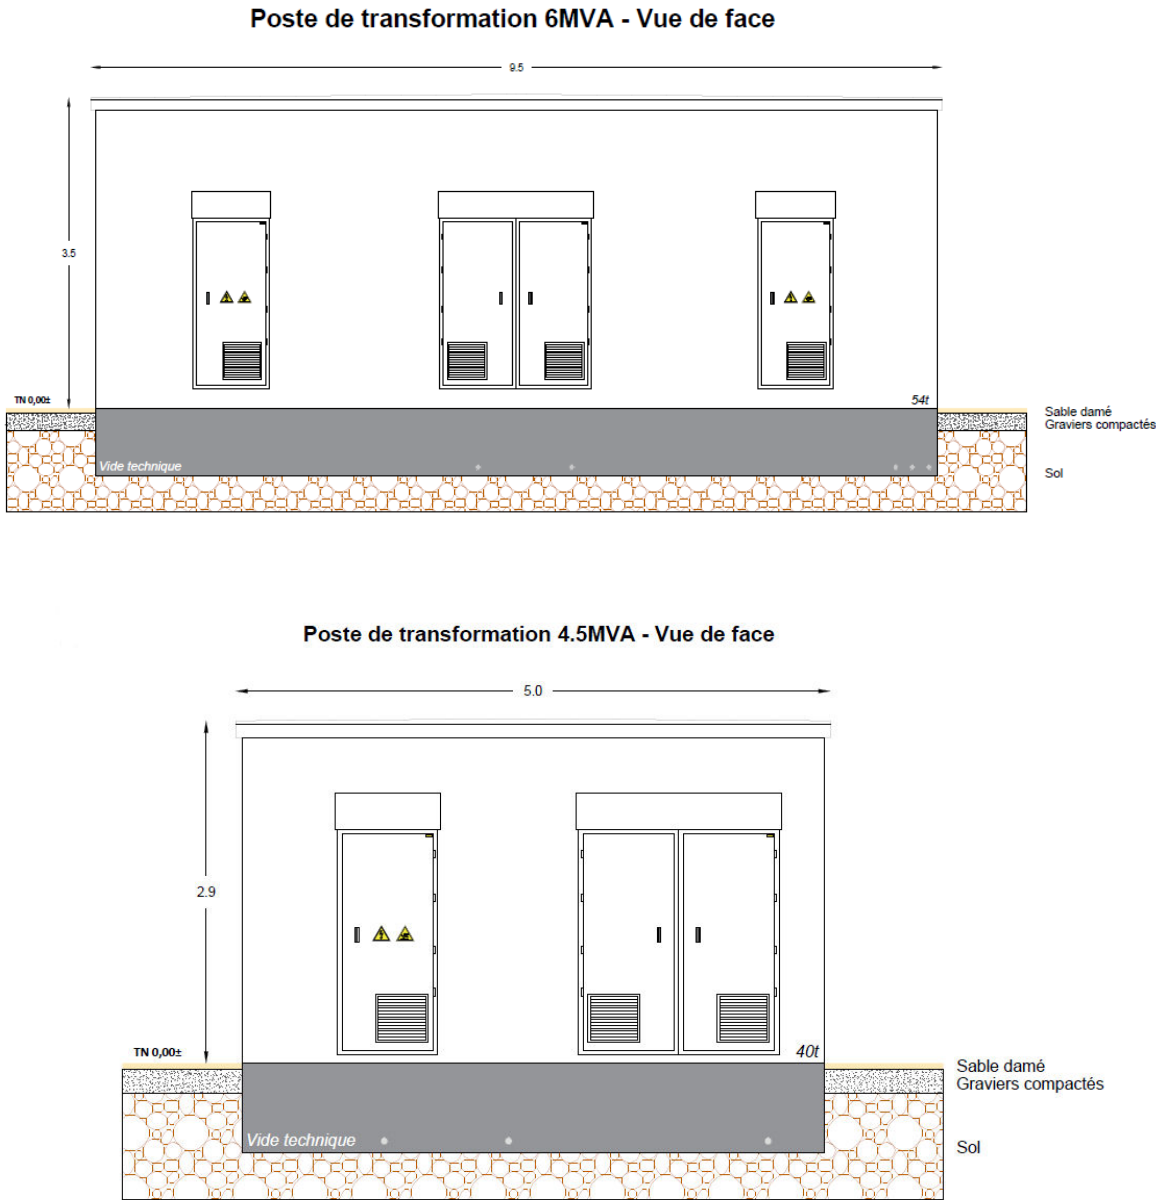 Poste de transformation 6MVA - Vue de face
9.5
3.5
TN 0,00±
54t
Sable damé
Graviers compactés
Vide technique
Sol
Poste de transformation 4.5MVA - Vue de face
5.0
2.9
TN 0,00±
40t
Sable damé
Graviers compactés
Vide technique
Sol